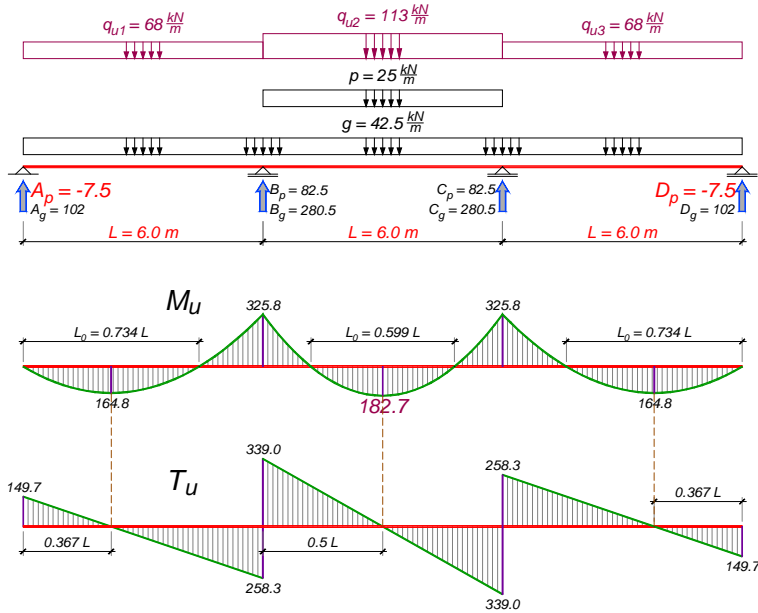 q_u1 = 68 kN/m
q_u2 = 113 kN/m
q_u3 = 68 kN/m
p = 25 kN/m
g = 42.5 kN/m
A_p = -7.5
A_g = 102
B_p = 82.5
B_g = 280.5
C_p = 82.5
C_g = 280.5
D_p = -7.5
D_g = 102
L = 6.0 m
L = 6.0 m
L = 6.0 m
M_u
325.8
325.8
L_0 = 0.734 L
L_0 = 0.599 L
L_0 = 0.734 L
164.8
182.7
164.8
T_u
149.7
339.0
258.3
0.367 L
0.367 L
0.5 L
258.3
339.0
149.7